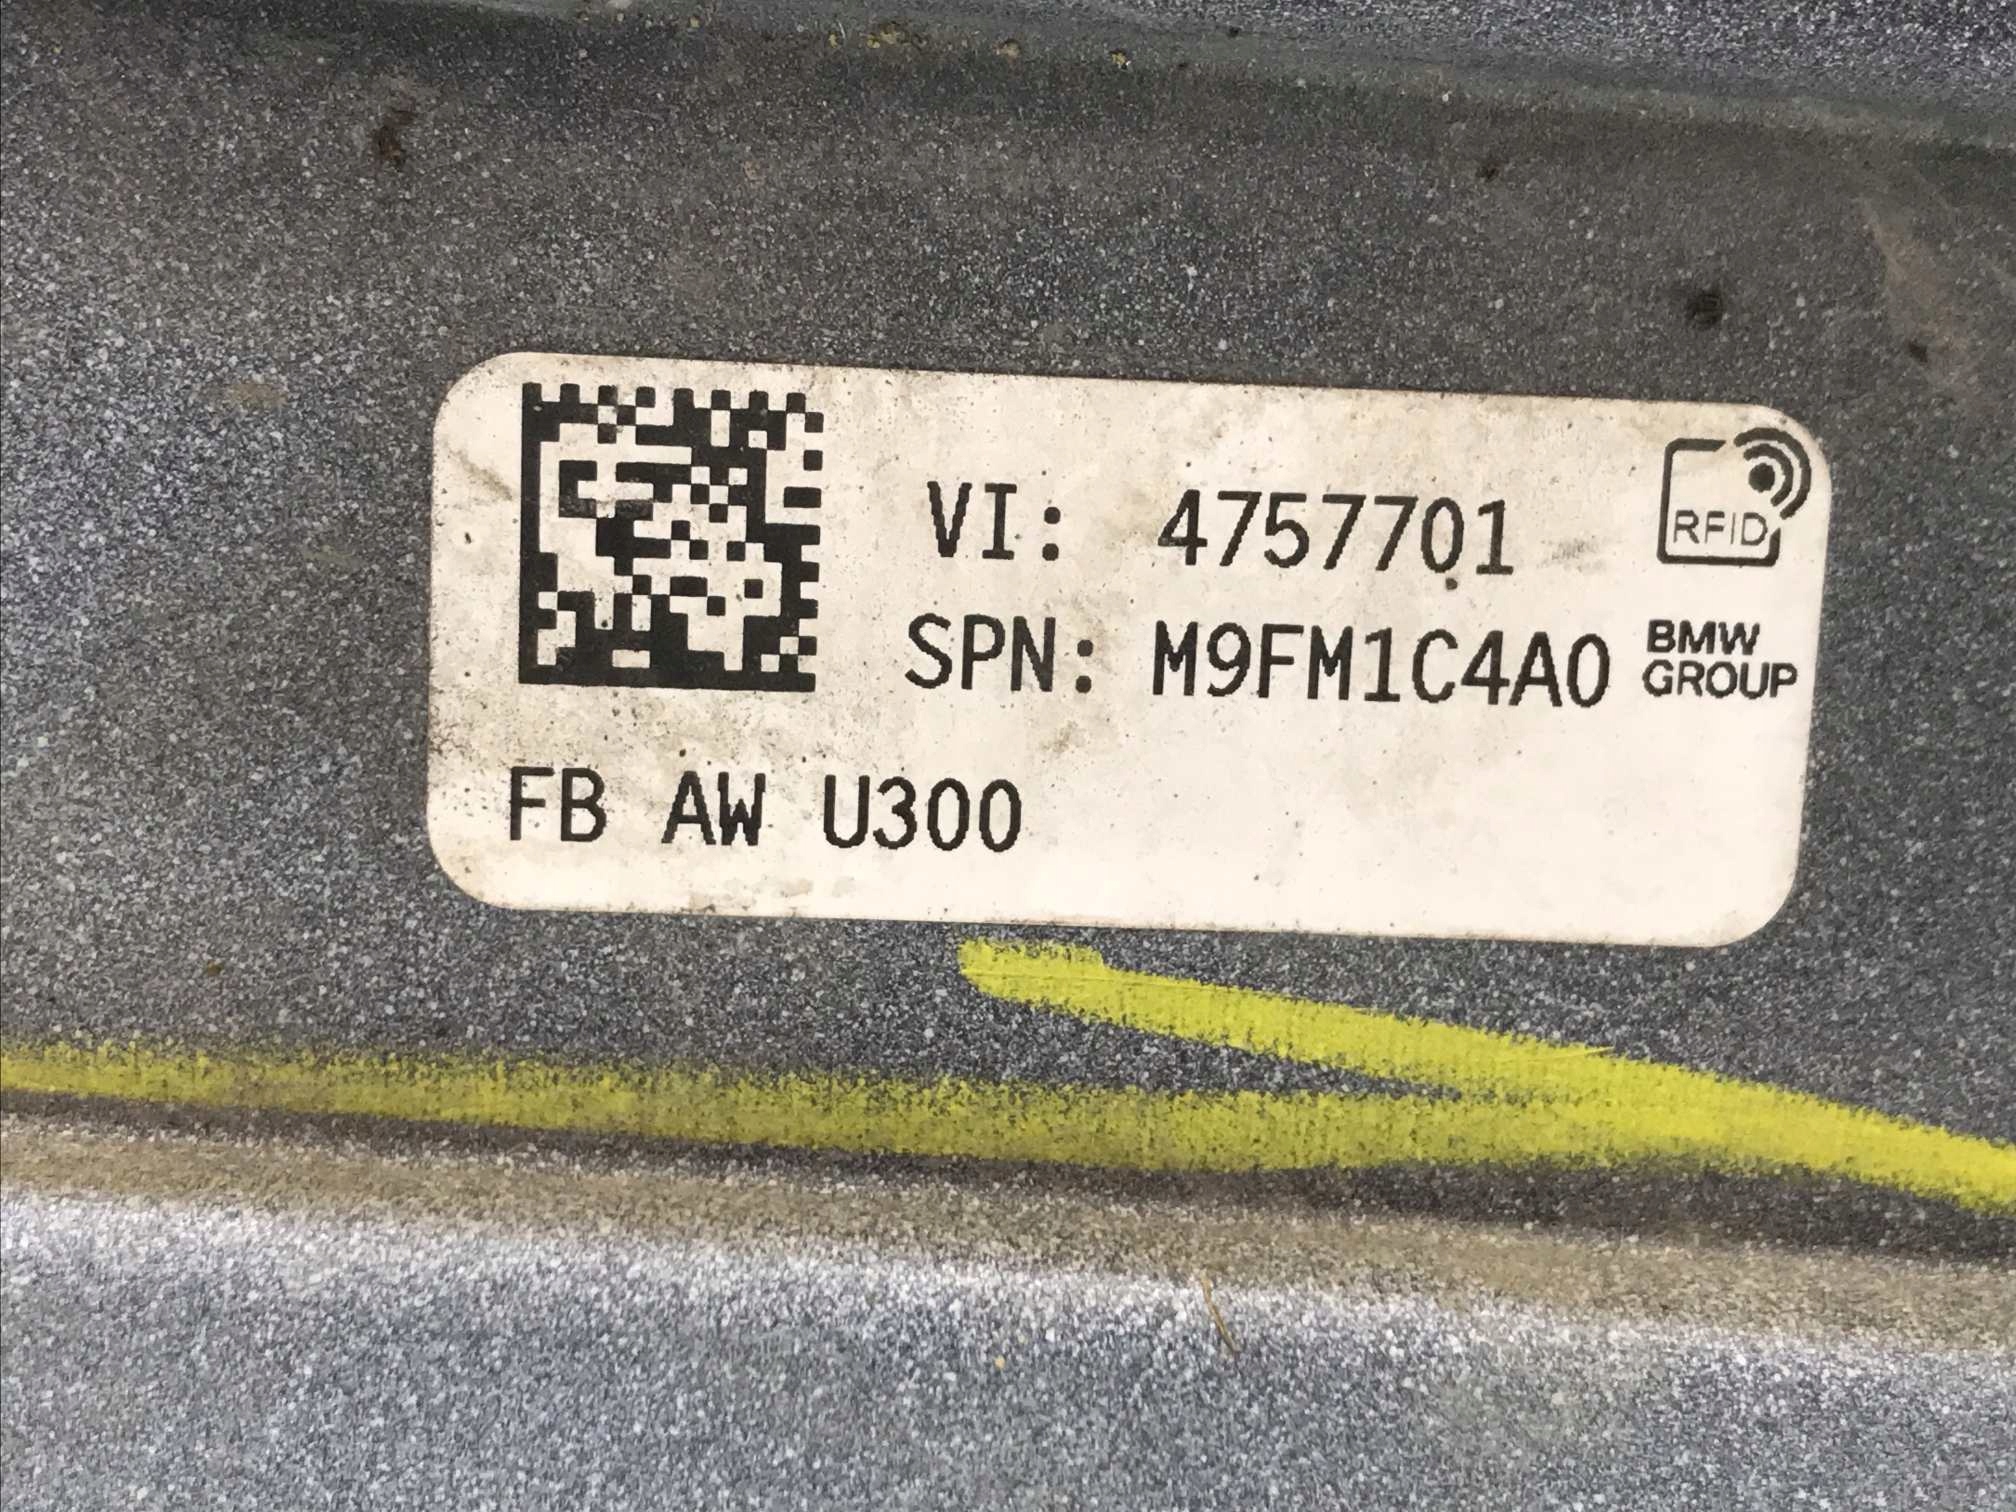 VI: 4757701
RFID
SPN: M9FM1C4A0
BMW
GROUP
FB AW U300